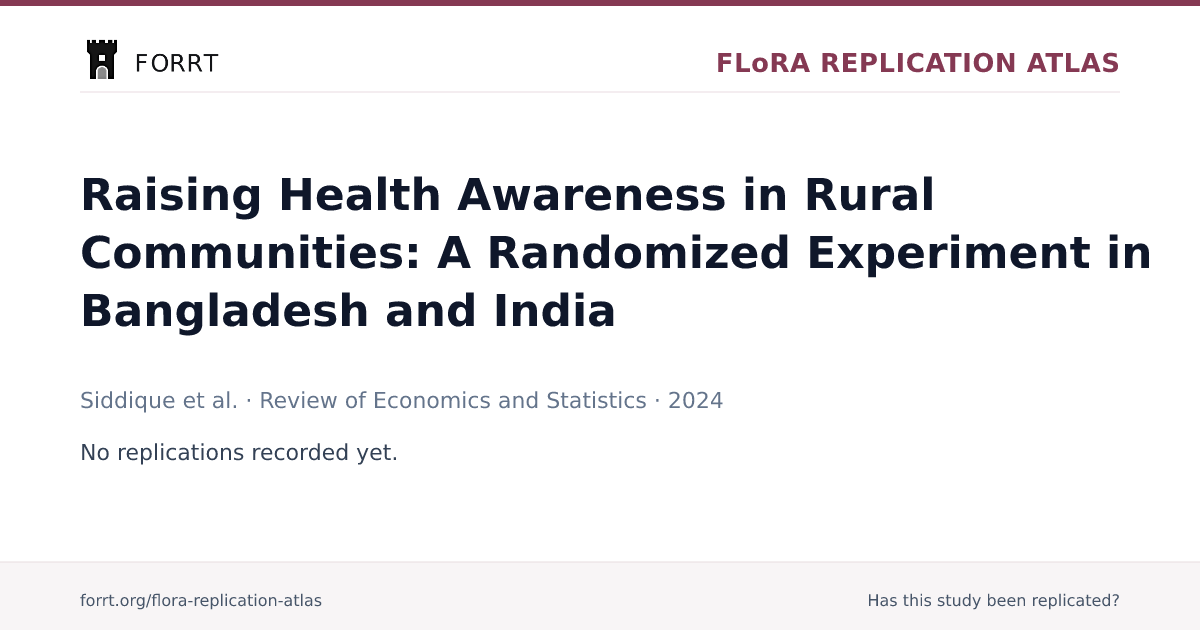 FORRT
FLoRA REPLICATION ATLAS
Raising Health Awareness in Rural
Communities: A Randomized Experiment in
Bangladesh and India
Siddique et al. · Review of Economics and Statistics · 2024
No replications recorded yet.
forrt.org/flora-replication-atlas
Has this study been replicated?